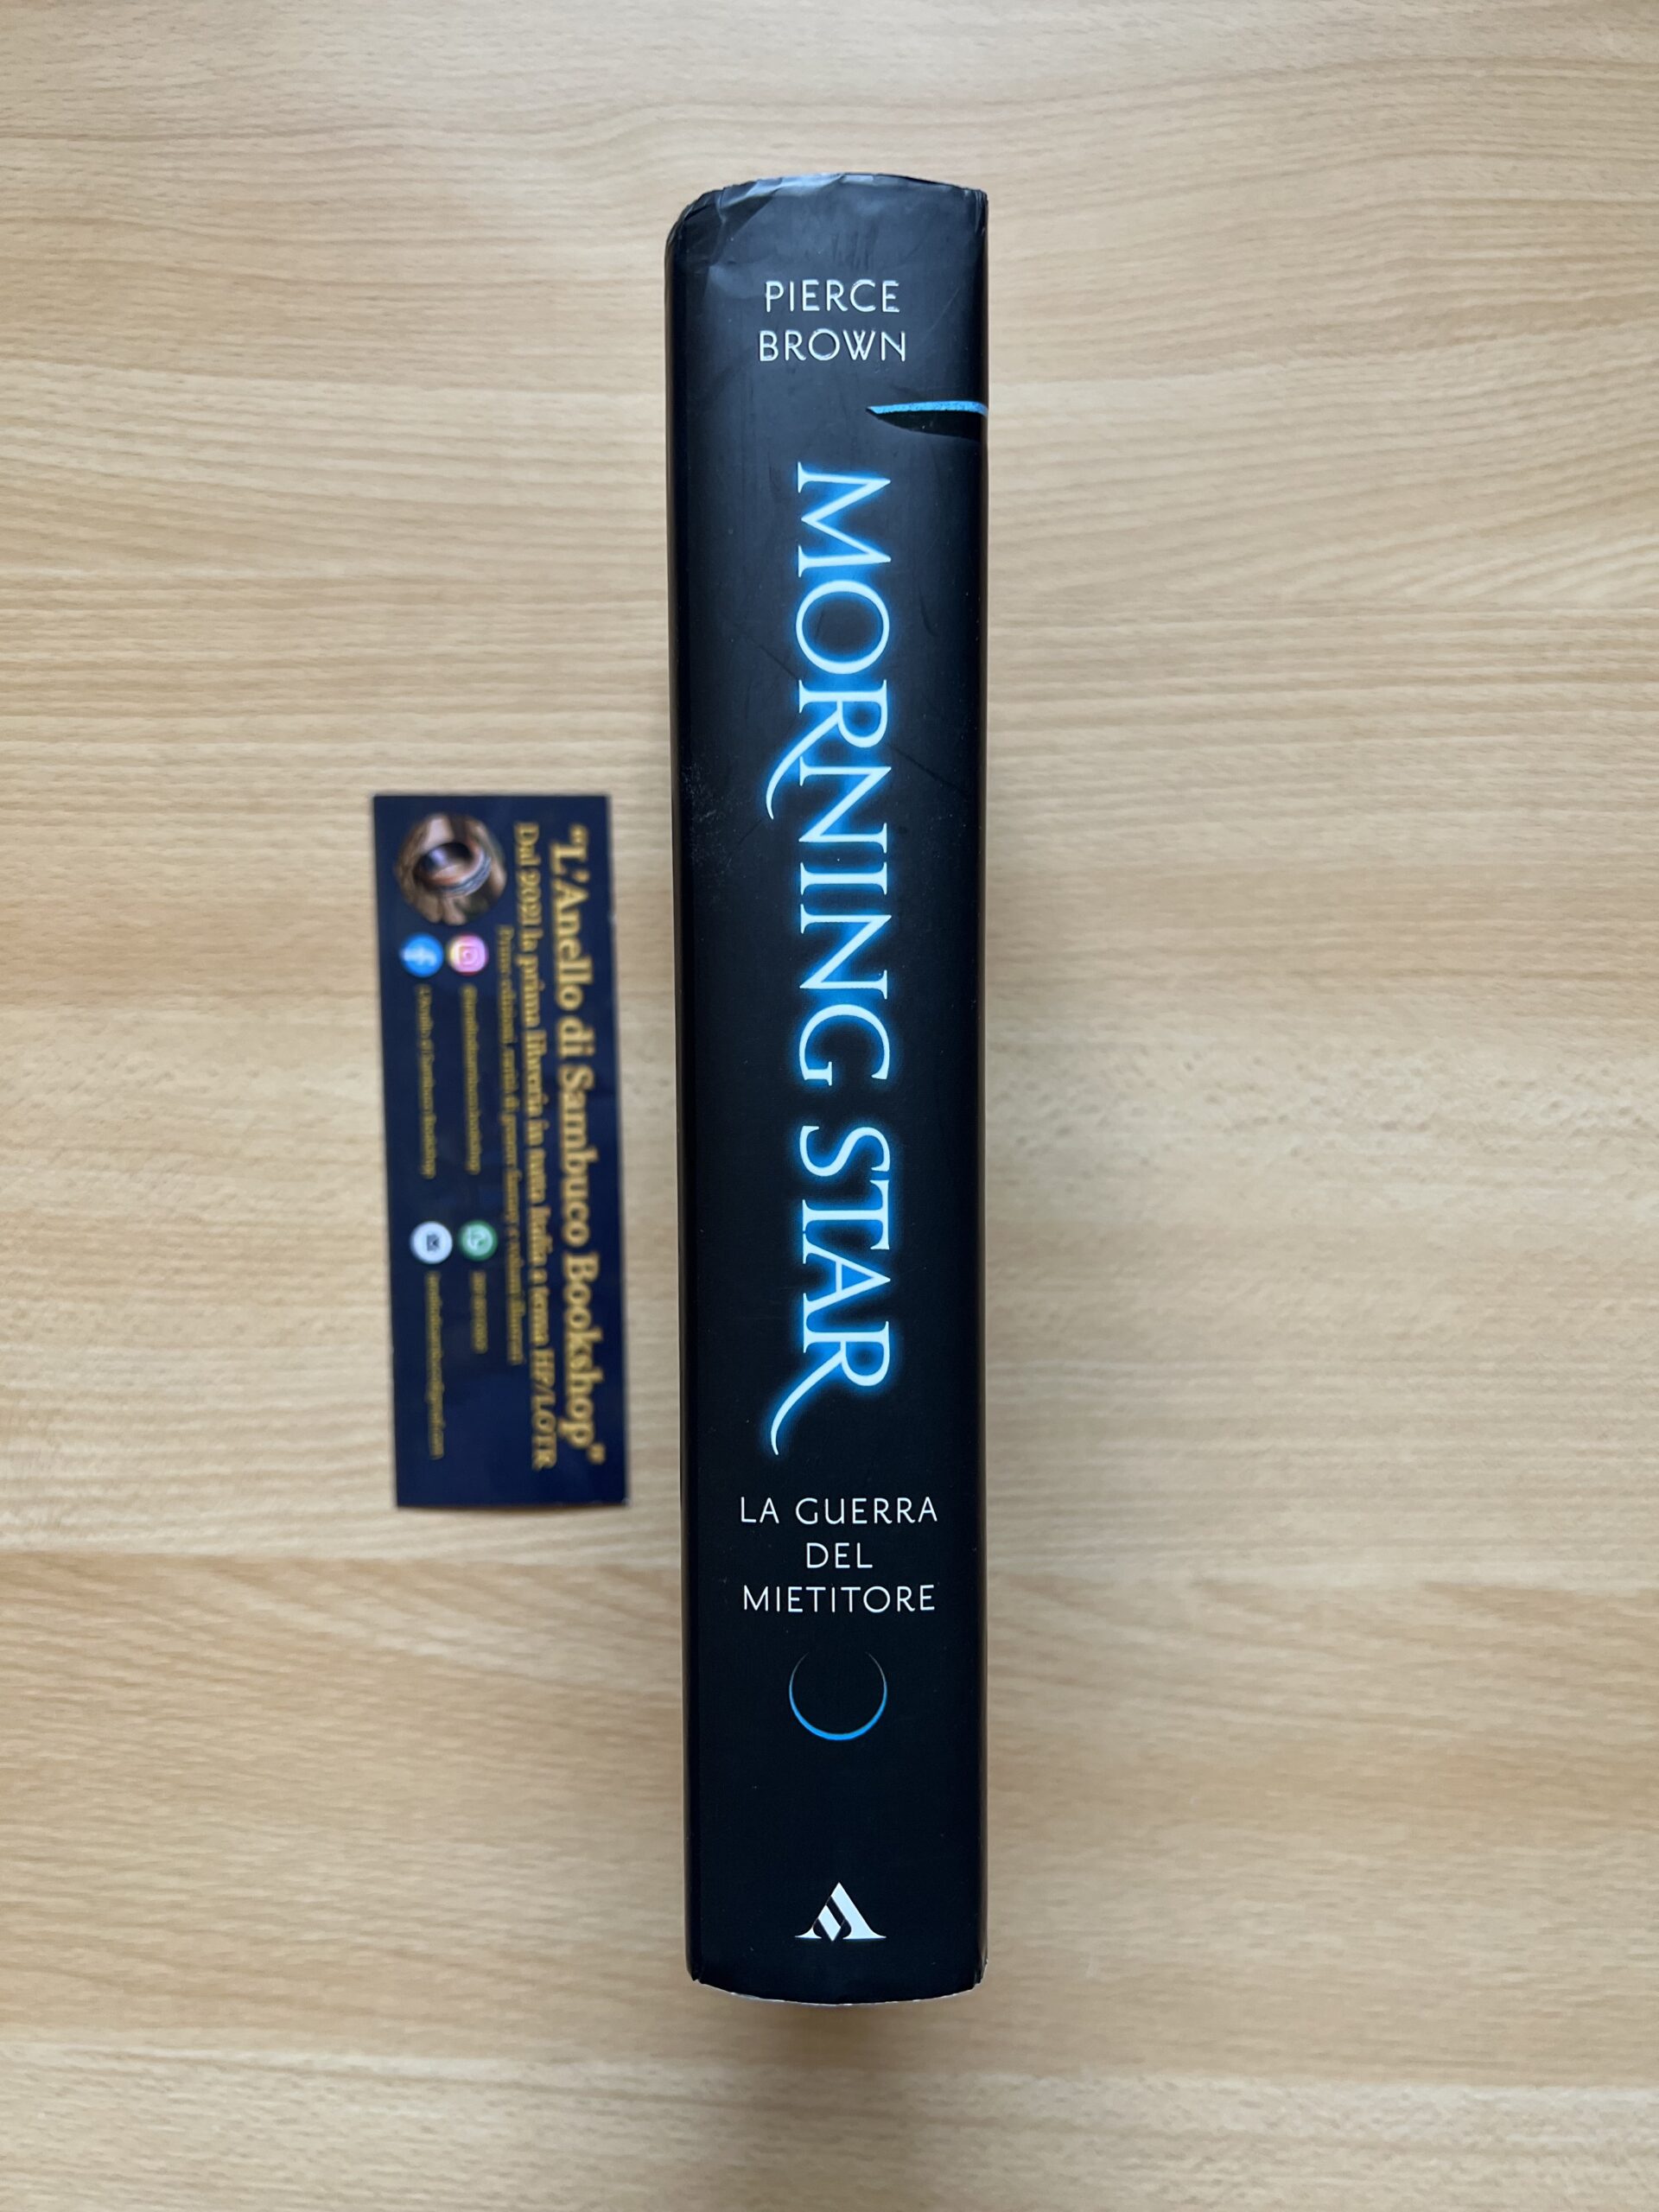 PIERCE
BROWN
MORNING STAR
LA GUERRA
DEL
MIETITORE
"L'Anello di Sambuco Bookshop"
Dal 2021 la prima libreria in tutta Italia a tema HP/LOTR